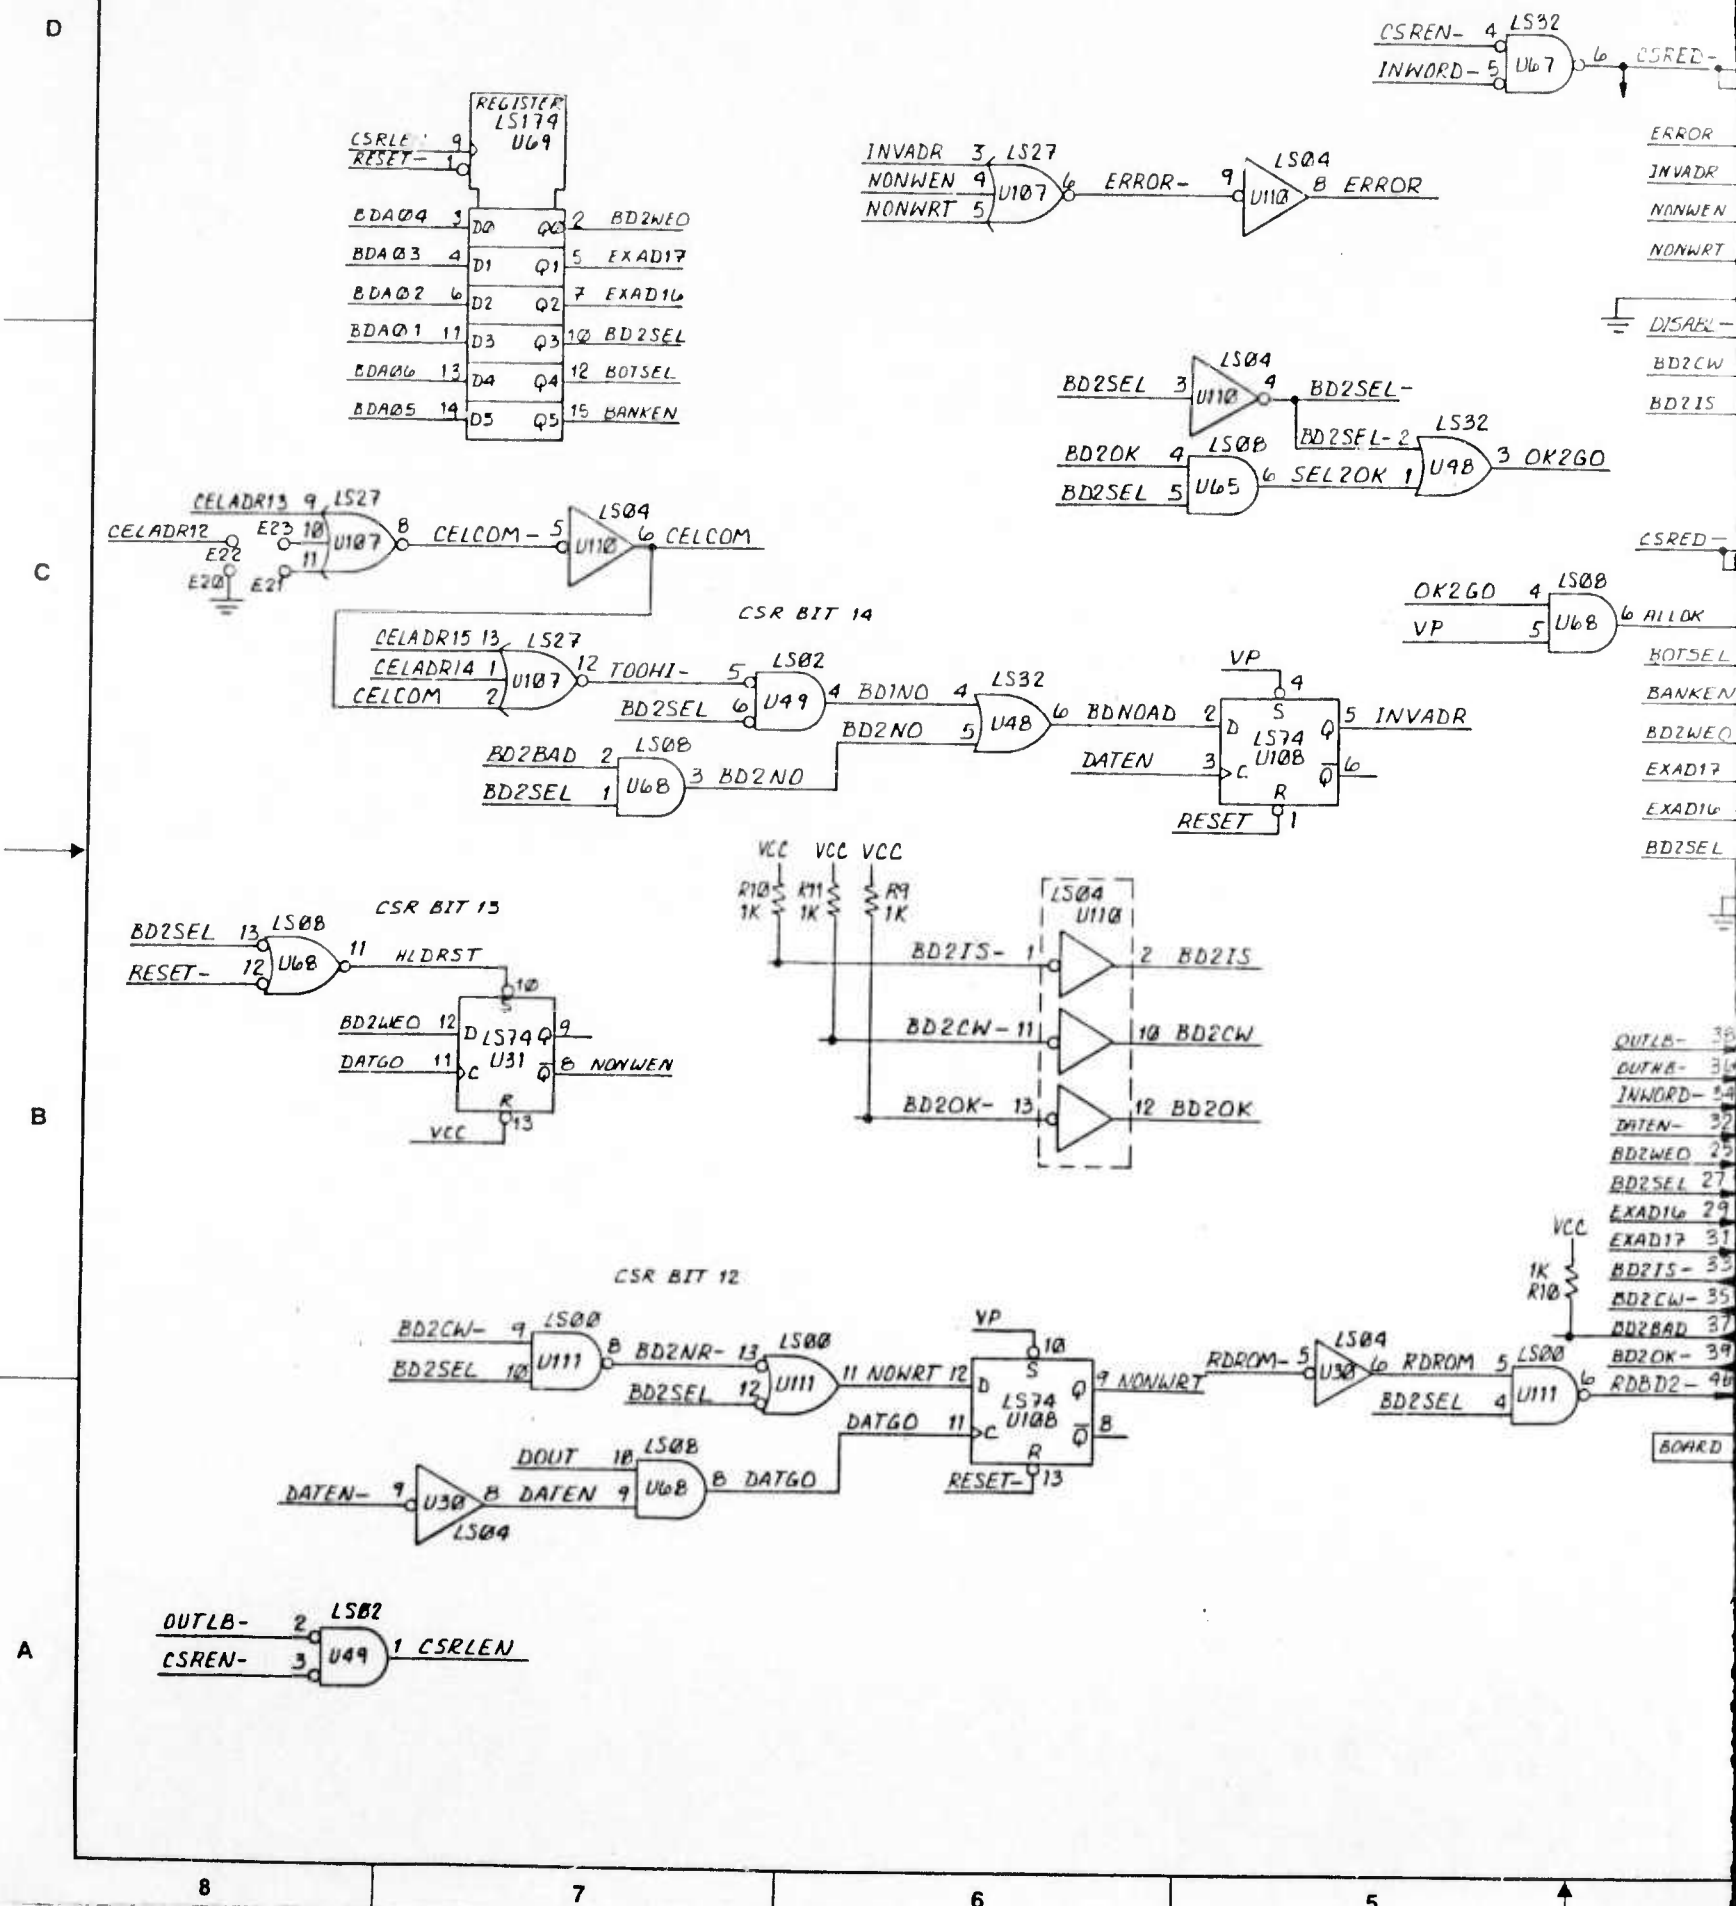 D
CSREN- 4 LS32
INWORD- 5 U67 6 CSRED-
REGISTER
LS174
U69
CSRLE 9
RESET- 1
BDA04 3 D0 Q0 2 BD2WEO
BDA03 4 D1 Q1 5 EXAD17
BDA02 6 D2 Q2 7 EXAD16
BDA01 11 D3 Q3 10 BD2SEL
BDA06 13 D4 Q4 12 BOTSEL
BDA05 14 D5 Q5 15 BANKEN
INVADR 3 LS27
NONWEN 4 U107 6 ERROR- 9 LS04 U110 8 ERROR
NONWRT 5
ERROR
INVADR
NONWEN
NONWRT
DISABL-
BD2CW
BD2IS
LS04
BD2SEL 3 U110 4 BD2SEL-
BD2SEL- 2 LS32
BD2OK 4 LS08
BD2SEL 5 U65 6 SEL2OK 1 U48 3 OK2GO
C
CELADR13 9 LS27
CELADR12 E23 10 U107 8 CELCOM- 5 LS04 U110 6 CELCOM
E22 11
E20 E21
CSRED-
OK2GO 4 LS08
VP 5 U68 6 ALLOK
CSR BIT 14
CELADR15 13 LS27
CELADR14 1 U107 12 TOOHI- 5 LS02
CELCOM 2
BD2SEL 6 U49 4 BD1NO 4 LS32
BD2NO 5 U48 6 BDNOAD 2 D
BD2BAD 2 LS08
BD2SEL 1 U68 3 BD2NO
VP 4
S
LS74
U108
Q 5 INVADR
DATEN 3 C Q 6
R
RESET 1
BOTSEL
BANKEN
BD2WEO
EXAD17
EXAD16
BD2SEL
CSR BIT 13
BD2SEL 13 LS08
RESET- 12 U68 11 HLDRST
10
S
BD2WEO 12 D LS74 Q 9
DATGO 11 C U31 Q 8 NONWEN
R
VCC 13
VCC VCC VCC
R10 R11 R9
1K 1K 1K
LS04
U110
BD2IS- 1 2 BD2IS
BD2CW- 11 10 BD2CW
BD2OK- 13 12 BD2OK
B
OUTLB- 38
OUTHB- 36
INWORD- 34
DATEN- 32
BD2WEO 25
BD2SEL 27
EXAD16 29
EXAD17 31
BD2IS- 33
BD2CW- 35
BD2BAD 37
BD2OK- 39
RDBD2- 40
BOARD
VCC
1K
R10
CSR BIT 12
BD2CW- 9 LS00
BD2SEL 10 U111 8 BD2NR- 13 LS00
BD2SEL 12 U111 11 NOWRT 12 D
VP 10
S
LS74
U108
Q 9 NONWRT
DATGO 11 C Q 8
R
RESET- 13
RDROM- 5 LS04 U30 6 RDROM 5 LS00
BD2SEL 4 U111 6
DOUT 10 LS08
DATEN- 9 U30 8 DATEN 9 U68 8 DATGO
LS04
A
OUTLB- 2 LS02
CSREN- 3 U49 1 CSRLEN
8 7 6 5